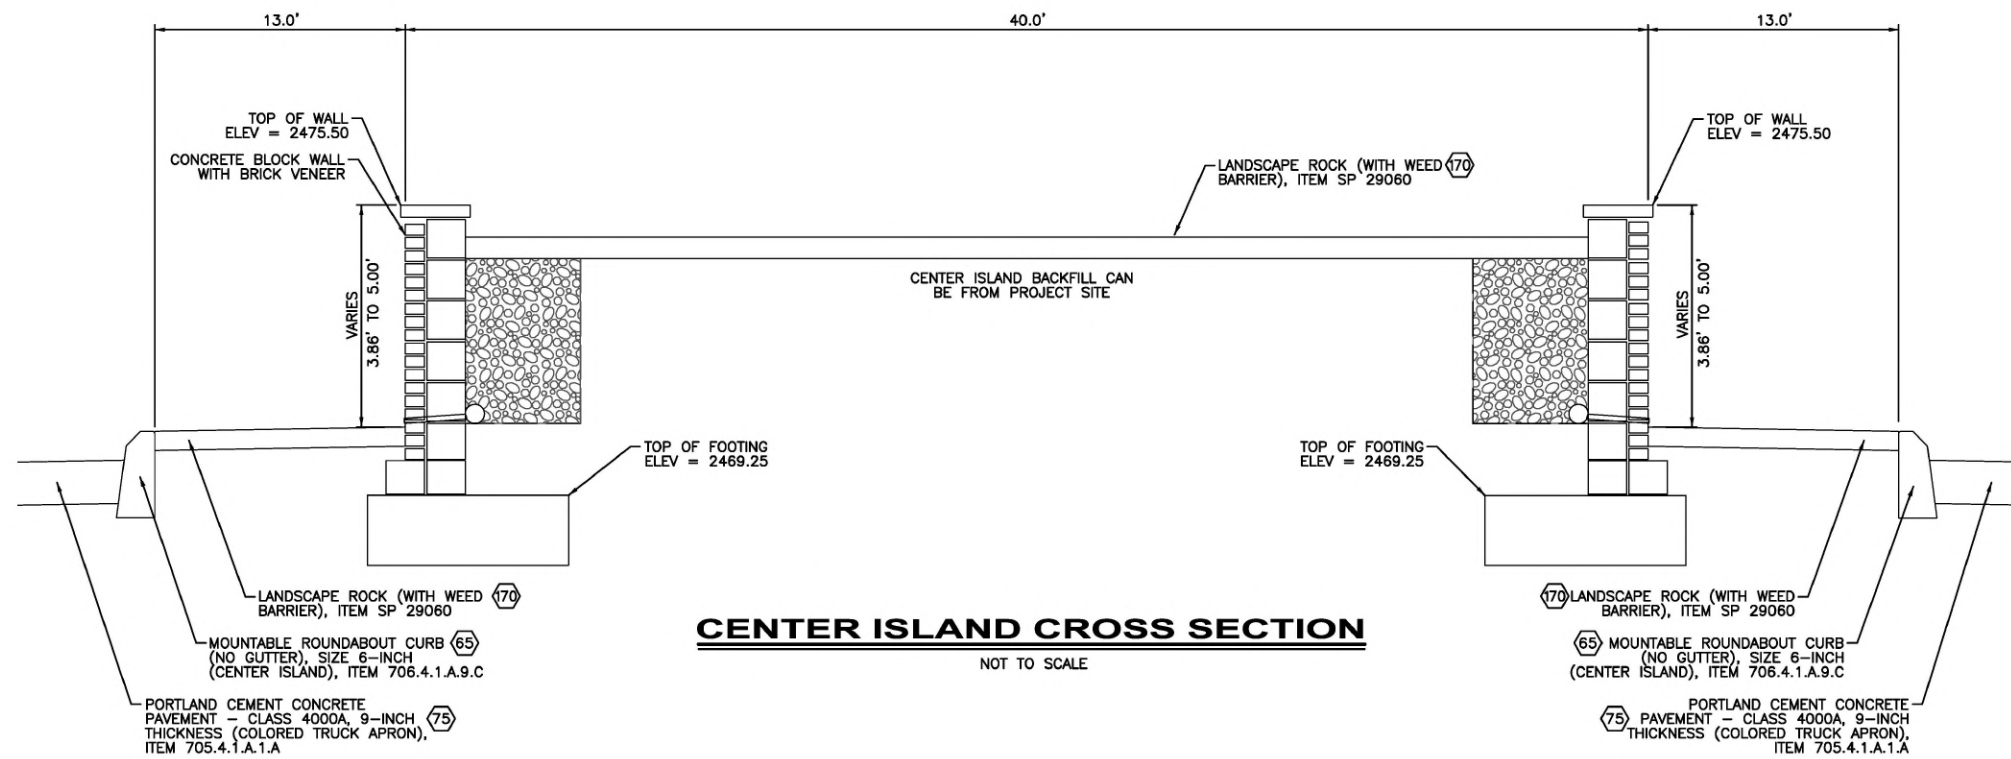 13.0'
40.0'
13.0'
TOP OF WALL
ELEV = 2475.50
CONCRETE BLOCK WALL
WITH BRICK VENEER
VARIES
3.86' TO 5.00'
LANDSCAPE ROCK (WITH WEED 170
BARRIER), ITEM SP 29060
TOP OF WALL
ELEV = 2475.50
VARIES
3.86' TO 5.00'
CENTER ISLAND BACKFILL CAN
BE FROM PROJECT SITE
TOP OF FOOTING
ELEV = 2469.25
TOP OF FOOTING
ELEV = 2469.25
LANDSCAPE ROCK (WITH WEED 170
BARRIER), ITEM SP 29060
MOUNTABLE ROUNDABOUT CURB 65
(NO GUTTER), SIZE 6-INCH
(CENTER ISLAND), ITEM 706.4.1.A.9.C
PORTLAND CEMENT CONCRETE
PAVEMENT - CLASS 4000A, 9-INCH 75
THICKNESS (COLORED TRUCK APRON),
ITEM 705.4.1.A.1.A
CENTER ISLAND CROSS SECTION
NOT TO SCALE
170 LANDSCAPE ROCK (WITH WEED
BARRIER), ITEM SP 29060
65 MOUNTABLE ROUNDABOUT CURB
(NO GUTTER), SIZE 6-INCH
(CENTER ISLAND), ITEM 706.4.1.A.9.C
PORTLAND CEMENT CONCRETE
75 PAVEMENT - CLASS 4000A, 9-INCH
THICKNESS (COLORED TRUCK APRON),
ITEM 705.4.1.A.1.A